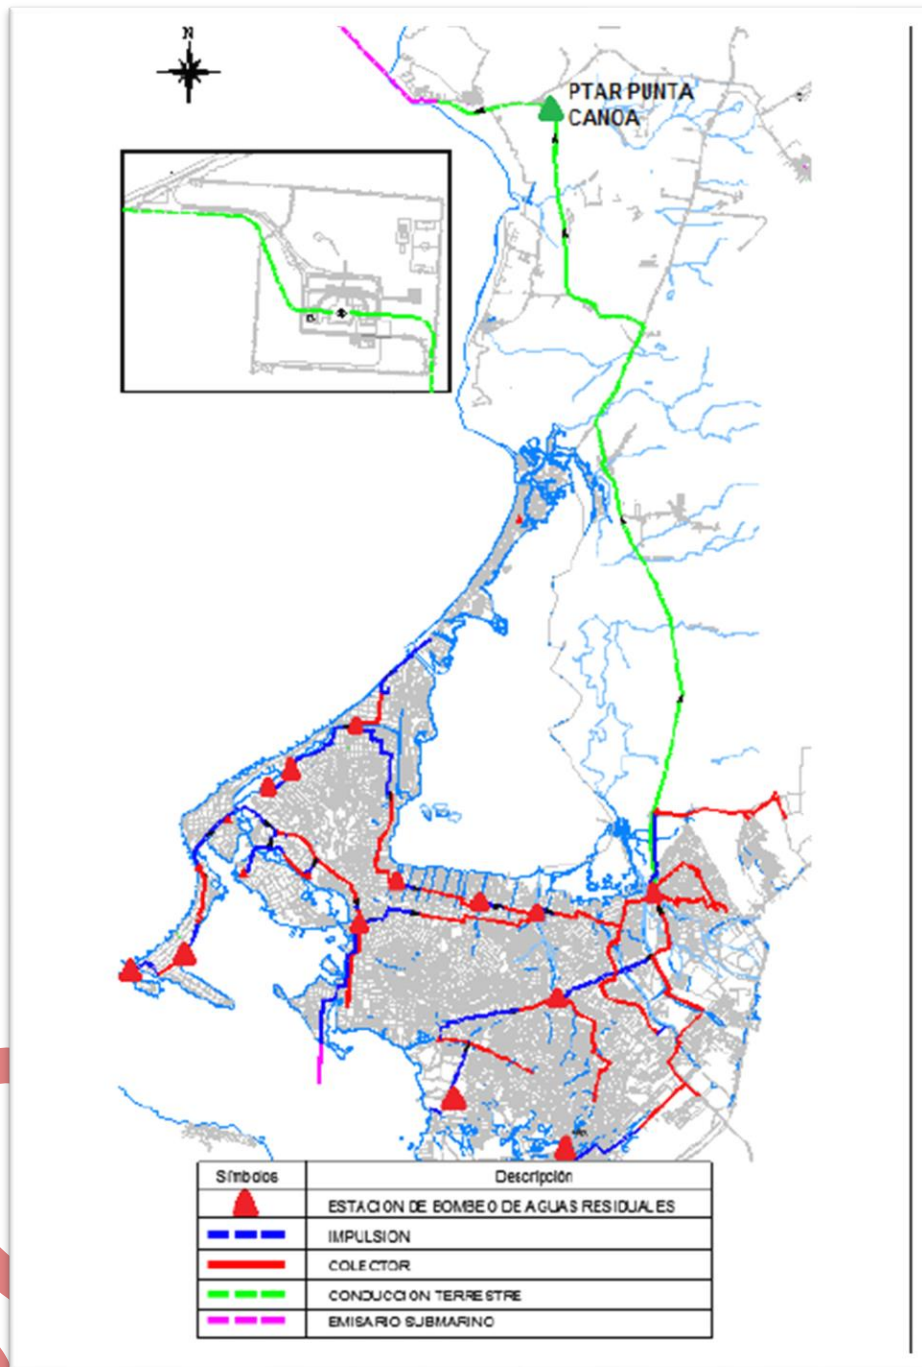 N
PTAR PUNTA
CANOA
Símbolos Descripción
ESTACION DE BOMBEO DE AGUAS RESIDUALES
IMPULSION
COLECTOR
CONDUCCION TERRESTRE
EMISARIO SUBMARINO